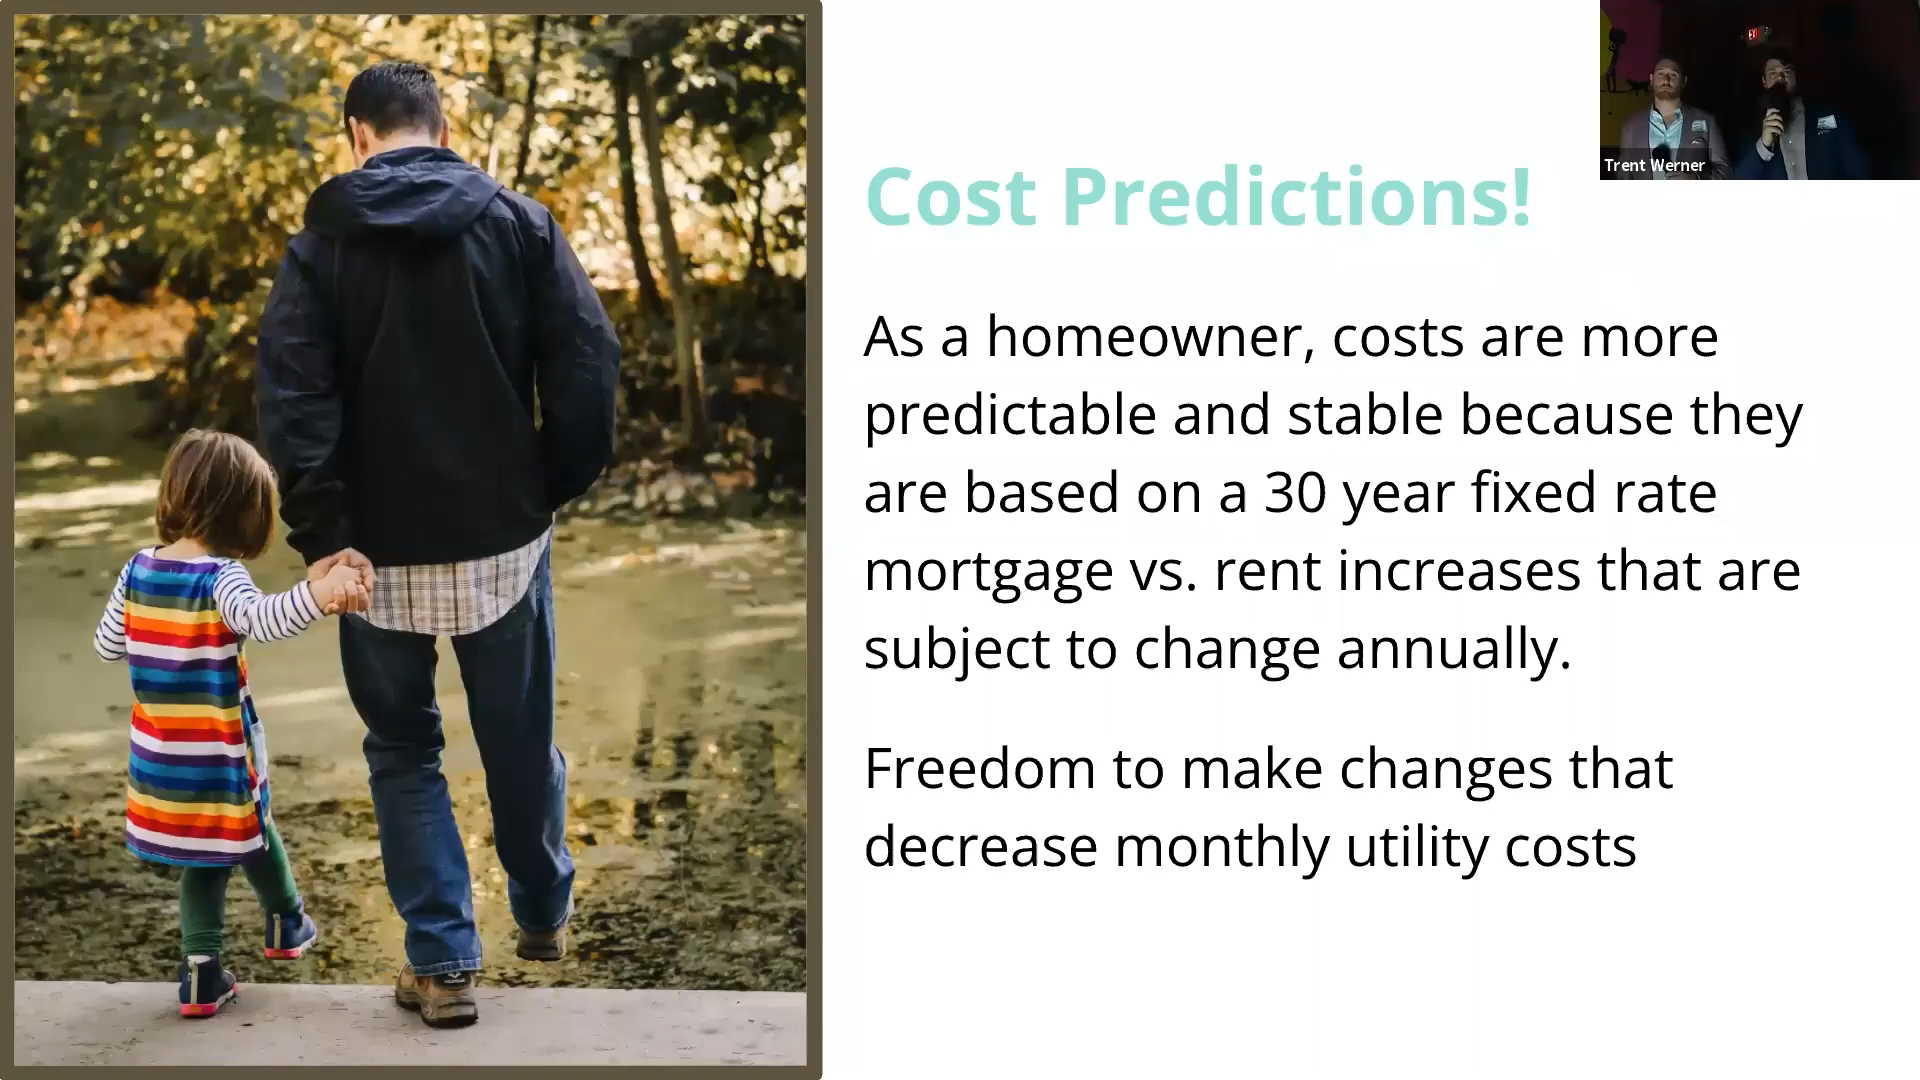 Cost Predictions!
As a homeowner, costs are more
predictable and stable because they
are based on a 30 year fixed rate
mortgage vs. rent increases that are
subject to change annually.
Freedom to make changes that
decrease monthly utility costs
Trent Werner
EXIT